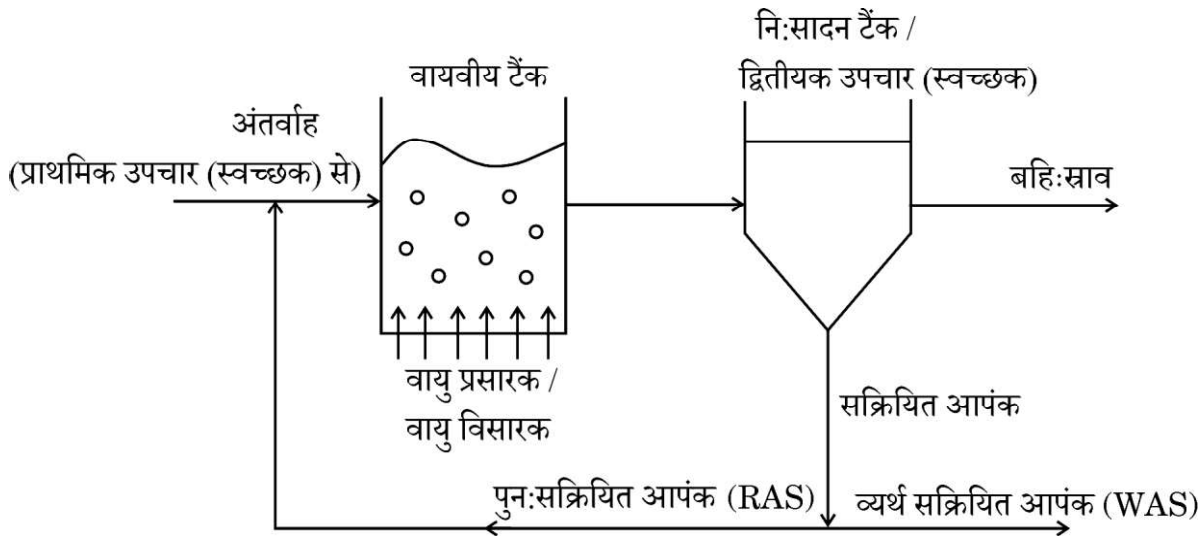 नि:सादन टैंक /
द्वितीयक उपचार (स्वच्छक)
वायवीय टैंक
अंतर्वाह
(प्राथमिक उपचार (स्वच्छक) से)
बहिःस्राव
वायु प्रसारक /
वायु विसारक
सक्रियित आपंक
पुन:सक्रियित आपंक (RAS)
व्यर्थ सक्रियित आपंक (WAS)